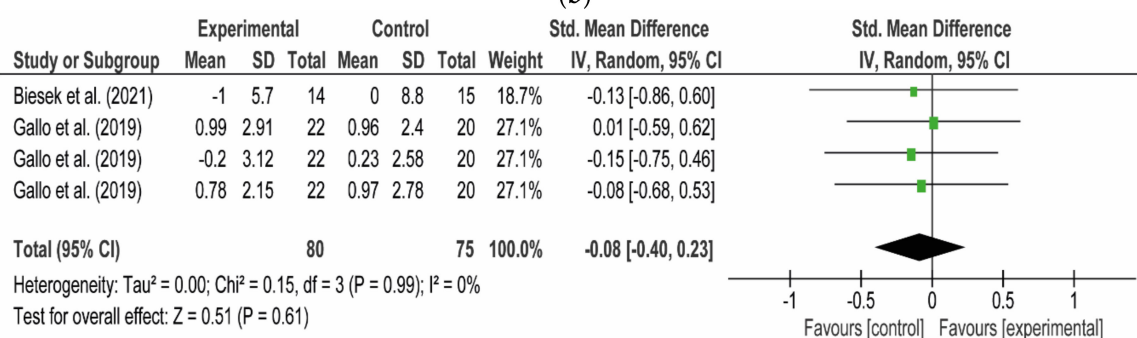 (b)
Experimental Control Std. Mean Difference Std. Mean Difference
Study or Subgroup Mean SD Total Mean SD Total Weight IV, Random, 95% CI IV, Random, 95% CI
Biesek et al. (2021) -1 5.7 14 0 8.8 15 18.7% -0.13 [-0.86, 0.60]
Gallo et al. (2019) 0.99 2.91 22 0.96 2.4 20 27.1% 0.01 [-0.59, 0.62]
Gallo et al. (2019) -0.2 3.12 22 0.23 2.58 20 27.1% -0.15 [-0.75, 0.46]
Gallo et al. (2019) 0.78 2.15 22 0.97 2.78 20 27.1% -0.08 [-0.68, 0.53]
Total (95% CI) 80 75 100.0% -0.08 [-0.40, 0.23]
Heterogeneity: Tau² = 0.00; Chi² = 0.15, df = 3 (P = 0.99); I² = 0%
Test for overall effect: Z = 0.51 (P = 0.61)
-1 -0.5 0 0.5 1
Favours [control] Favours [experimental]